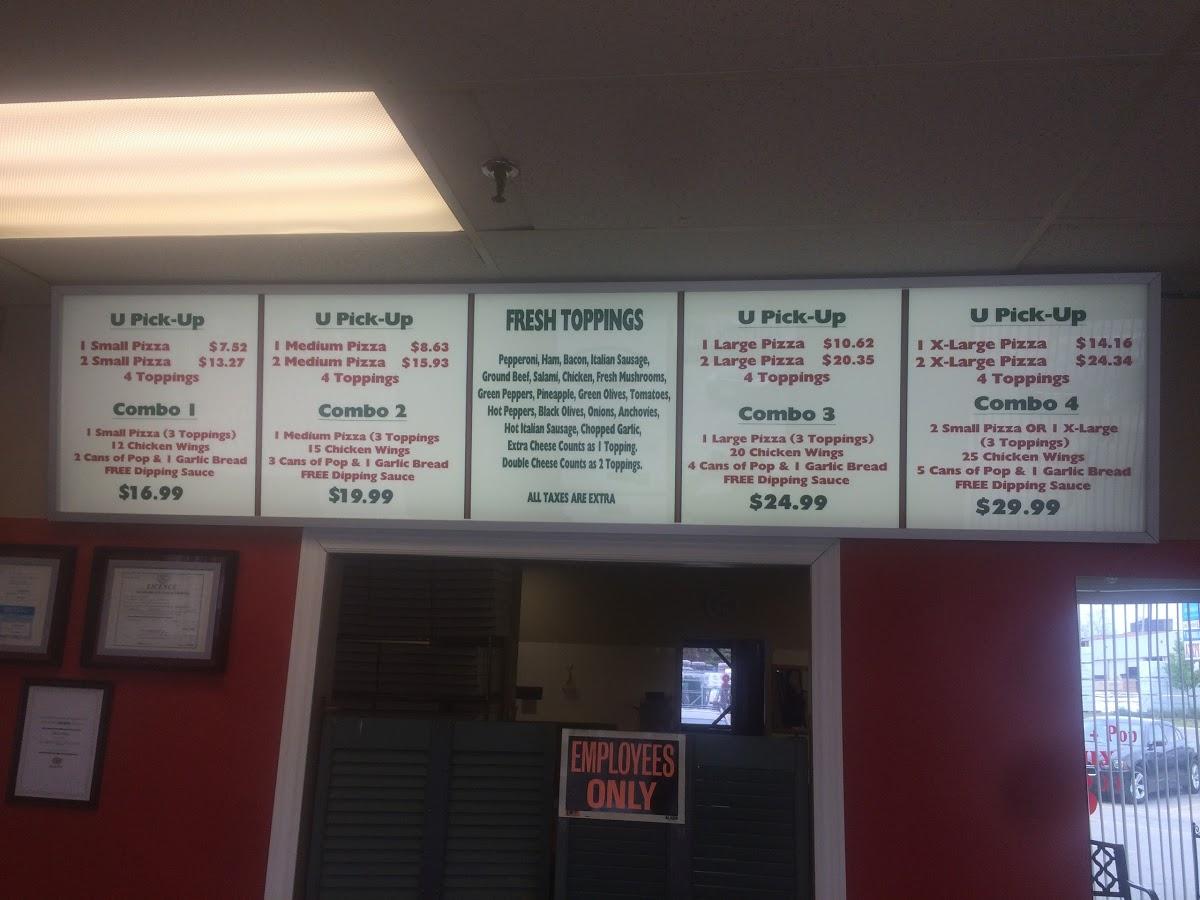 U Pick-Up
1 Small Pizza $7.52
2 Small Pizza $13.27
4 Toppings
Combo 1
1 Small Pizza (3 Toppings)
12 Chicken Wings
2 Cans of Pop & 1 Garlic Bread
FREE Dipping Sauce
$16.99
U Pick-Up
1 Medium Pizza $8.63
2 Medium Pizza $15.93
4 Toppings
Combo 2
1 Medium Pizza (3 Toppings
15 Chicken Wings
3 Cans of Pop & 1 Garlic Bread
FREE Dipping Sauce
$19.99
FRESH TOPPINGS
Pepperoni, Ham, Bacon, Italian Sausage,
Ground Beef, Salami, Chicken, Fresh Mushrooms,
Green Peppers, Pineapple, Green Olives, Tomatoes,
Hot Peppers, Black Olives, Onions, Anchovies,
Hot Italian Sausage, Chopped Garlic,
Extra Cheese Counts as 1 Topping.
Double Cheese Counts as 2 Toppings.
ALL TAXES ARE EXTRA
U Pick-Up
1 Large Pizza $10.62
2 Large Pizza $20.35
4 Toppings
Combo 3
1 Large Pizza (3 Toppings)
20 Chicken Wings
4 Cans of Pop & 1 Garlic Bread
FREE Dipping Sauce
$24.99
U Pick-Up
1 X-Large Pizza $14.16
2 X-Large Pizza $24.34
4 Toppings
Combo 4
2 Small Pizza OR 1 X-Large
(3 Toppings)
25 Chicken Wings
5 Cans of Pop & 1 Garlic Bread
FREE Dipping Sauce
$29.99
LICENCE
EMPLOYEES
ONLY
+ Pop